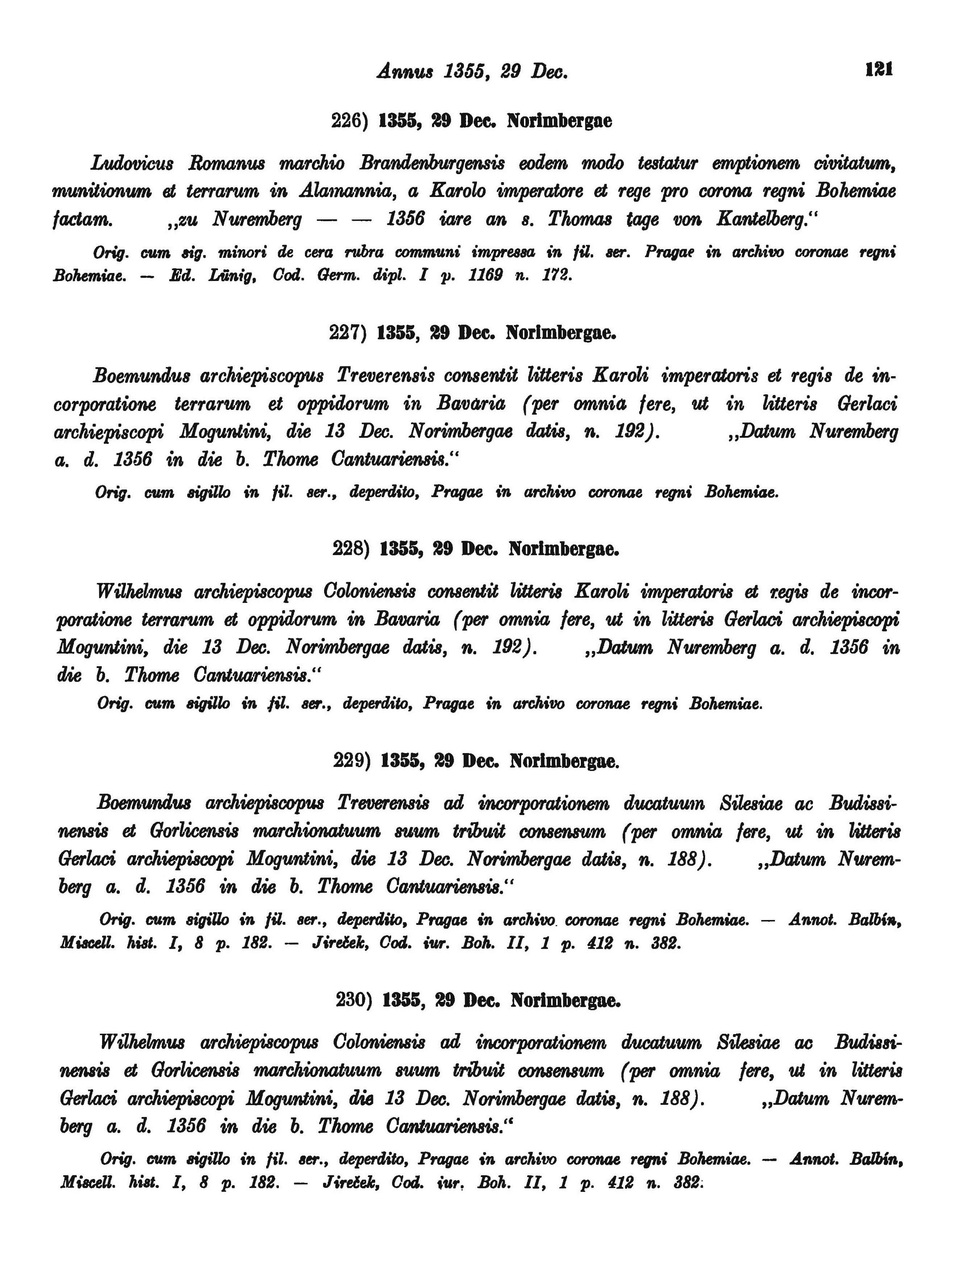 Annus 1355, 29 Dec. 121
226) 1355, 29 Dec. Norimbergae
Ludovicus Romanus marchio Brandenburgensis eodem modo testatur emptionem civitatum,
munitionum et terrarum in Alamannia, a Karolo imperatore et rege pro corona regni Bohemiae
factam. „zu Nuremberg — — 1356 iare an s. Thomas tage von Kantelberg.“
Orig. cum sig. minori de cera rubra communi impressa in fil. ser. Pragae in archivo coronae regni
Bohemiae. — Ed. Lünig, Cod. Germ. dipl. I p. 1169 n. 172.
227) 1355, 29 Dec. Norimbergae.
Boemundus archiepiscopus Treverensis consentit litteris Karoli imperatoris et regis de in-
corporatione terrarum et oppidorum in Bavaria (per omnia fere, ut in litteris Gerlaci
archiepiscopi Moguntini, die 13 Dec. Norimbergae datis, n. 192). „Datum Nuremberg
a. d. 1356 in die b. Thome Cantuariensis.“
Orig. cum sigillo in fil. ser., deperdito, Pragae in archivo coronae regni Bohemiae.
228) 1355, 29 Dec. Norimbergae.
Wilhelmus archiepiscopus Coloniensis consentit litteris Karoli imperatoris et regis de incor-
poratione terrarum et oppidorum in Bavaria (per omnia fere, ut in litteris Gerlaci archiepiscopi
Moguntini, die 13 Dec. Norimbergae datis, n. 192). „Datum Nuremberg a. d. 1356 in
die b. Thome Cantuariensis.“
Orig. cum sigillo in fil. ser., deperdito, Pragae in archivo coronae regni Bohemiae.
229) 1355, 29 Dec. Norimbergae.
Boemundus archiepiscopus Treverensis ad incorporationem ducatuum Silesiae ac Budissi-
nensis et Gorlicensis marchionatuum suum tribuit consensum (per omnia fere, ut in litteris
Gerlaci archiepiscopi Moguntini, die 13 Dec. Norimbergae datis, n. 188). „Datum Nurem-
berg a. d. 1356 in die b. Thome Cantuariensis.“
Orig. cum sigillo in fil. ser., deperdito, Pragae in archivo coronae regni Bohemiae. — Annot. Balbín,
Miscell. hist. I, 8 p. 182. — Jireček, Cod. iur. Boh. II, 1 p. 412 n. 382.
230) 1355, 29 Dec. Norimbergae.
Wilhelmus archiepiscopus Coloniensis ad incorporationem ducatuum Silesiae ac Budissi-
nensis et Gorlicensis marchionatuum suum tribuit consensum (per omnia fere, ut in litteris
Gerlaci archiepiscopi Moguntini, die 13 Dec. Norimbergae datis, n. 188). „Datum Nurem-
berg a. d. 1356 in die b. Thome Cantuariensis.“
Orig. cum sigillo in fil. ser., deperdito, Pragae in archivo coronae regni Bohemiae. — Annot. Balbín,
Miscell. hist. I, 8 p. 182. — Jireček, Cod. iur. Boh. II, 1 p. 412 n. 382.